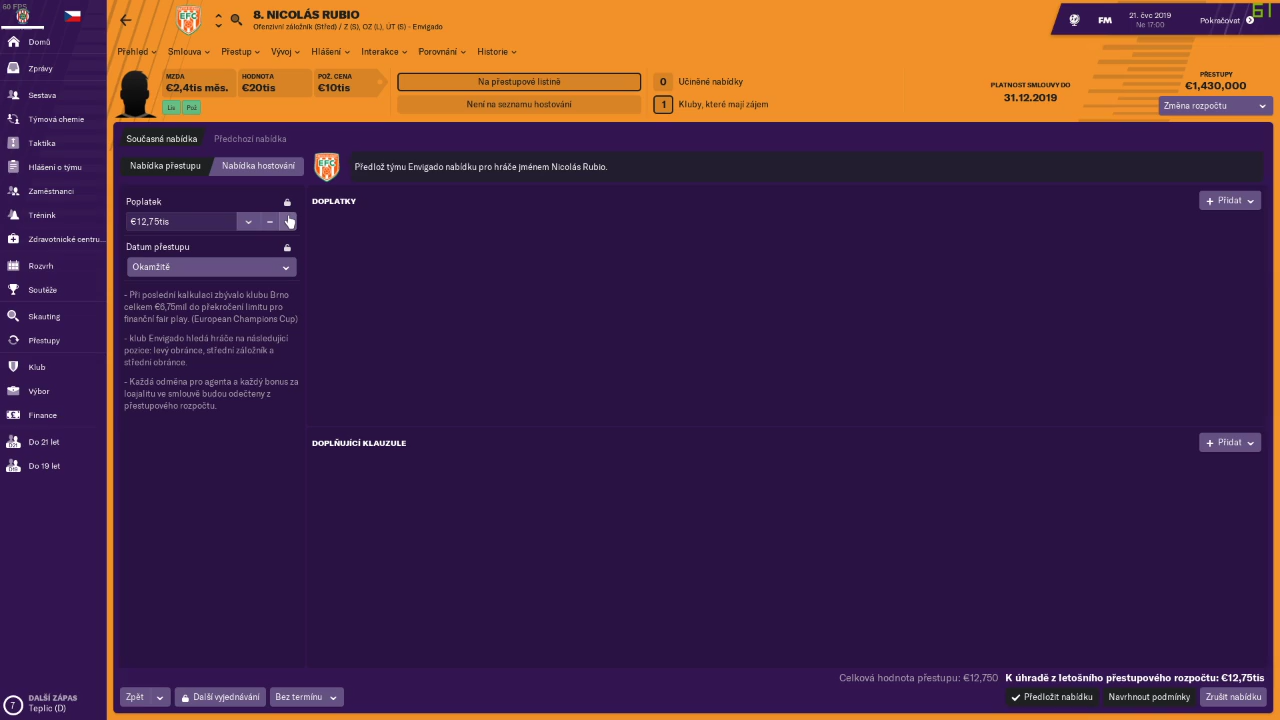 60 FPS
61
8. NICOLÁS RUBIO
Ofenzivní záložník (Střed) / Z (S), OZ (L), ÚT (S) - Envigado
21. čve 2019
Ne 17:00
FM
Pokračovat
Domů
Zprávy
Sestava
Týmová chemie
Taktika
Hlášení o týmu
Zaměstnanci
Trénink
Zdravotnické centru...
Rozvrh
Soutěže
Skauting
Přestupy
Klub
Výbor
Finance
Do 21 let
Do 19 let
7
DALŠÍ ZÁPAS
Teplic (D)
Přehled
Smlouva
Přestup
Vývoj
Hlášení
Interakce
Porovnání
Historie
MZDA
€2,4tis měs.
HODNOTA
€20tis
POŽ. CENA
€10tis
Lis
Pož
Na přestupové listině
Není na seznamu hostování
0 Učiněné nabídky
1 Kluby, které mají zájem
PLATNOST SMLOUVY DO
31.12.2019
PŘESTUPY
€1,430,000
Změna rozpočtu
Současná nabídka
Předchozí nabídka
Nabídka přestupu
Nabídka hostování
EFC
Předlož týmu Envigado nabídku pro hráče jménem Nicolás Rubio.
Poplatek
€12,75tis
Datum přestupu
Okamžitě
- Při poslední kalkulaci zbývalo klubu Brno
celkem €6,75mil do překročení limitu pro
finanční fair play. (European Champions Cup)
- klub Envigado hledá hráče na následující
pozice: levý obránce, střední záložník a
střední obránce.
- Každá odměna pro agenta a každý bonus za
loajalitu ve smlouvě budou odečteny z
přestupového rozpočtu.
DOPLATKY
+ Přidat
DOPLŇUJÍCÍ KLAUZULE
+ Přidat
Celková hodnota přestupu: €12,750 K úhradě z letošního přestupového rozpočtu: €12,75tis
Zpět
Další vyjednávání
Bez termínu
Předložit nabídku
Navrhnout podmínky
Zrušit nabídku